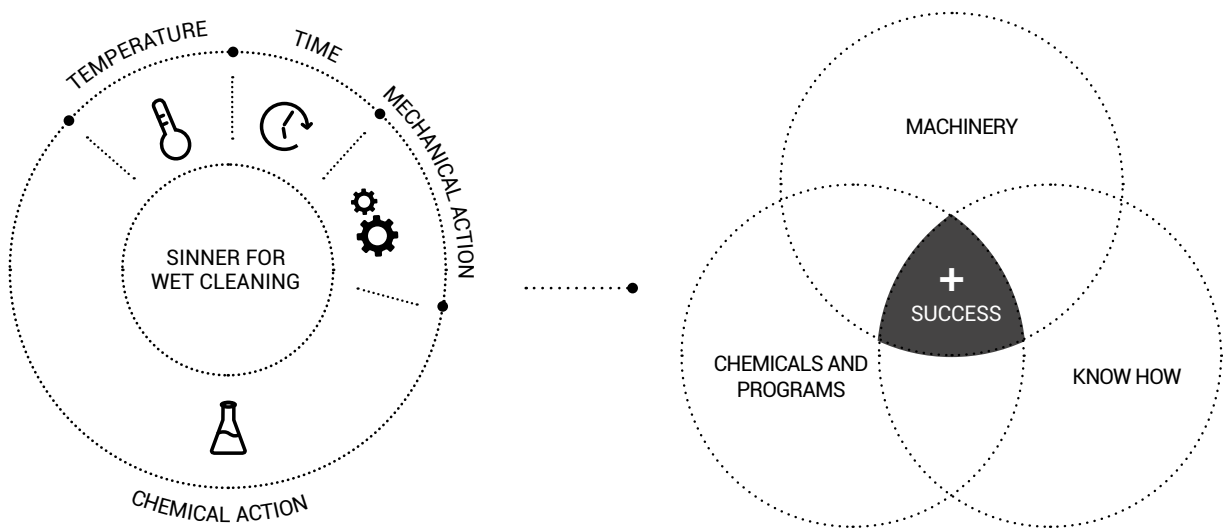 TEMPERATURE
TIME
MECHANICAL ACTION
SINNER FOR
WET CLEANING
CHEMICAL ACTION
MACHINERY
+
SUCCESS
CHEMICALS AND
PROGRAMS
KNOW HOW